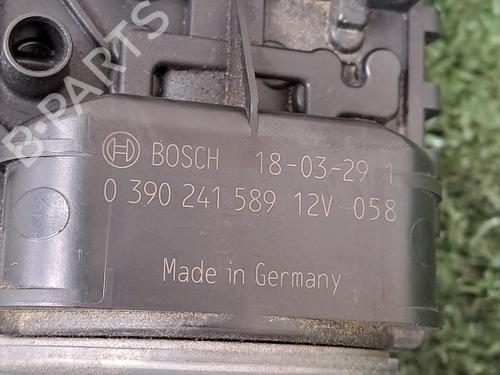 B-PARTS
BOSCH 18-03-29 1
0 390 241 589 12V 058
Made in Germany